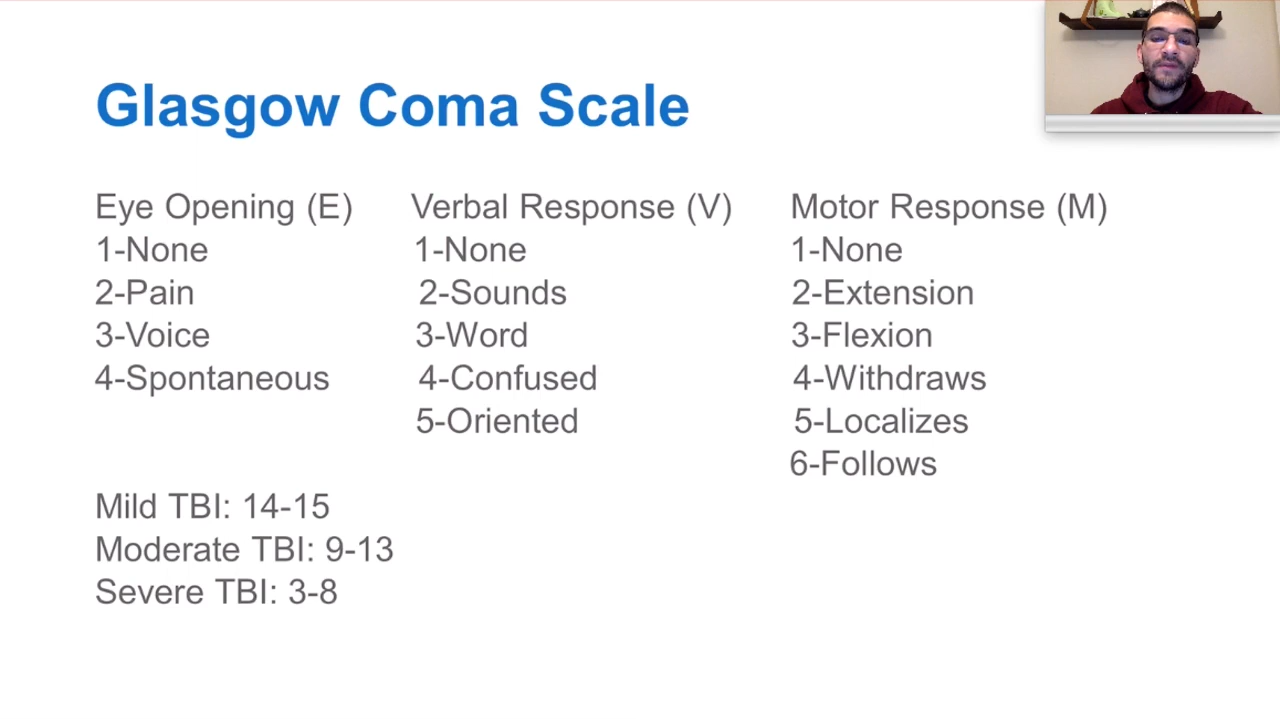 Glasgow Coma Scale
Eye Opening (E)
1-None
2-Pain
3-Voice
4-Spontaneous
Verbal Response (V)
1-None
2-Sounds
3-Word
4-Confused
5-Oriented
Motor Response (M)
1-None
2-Extension
3-Flexion
4-Withdraws
5-Localizes
6-Follows
Mild TBI: 14-15
Moderate TBI: 9-13
Severe TBI: 3-8